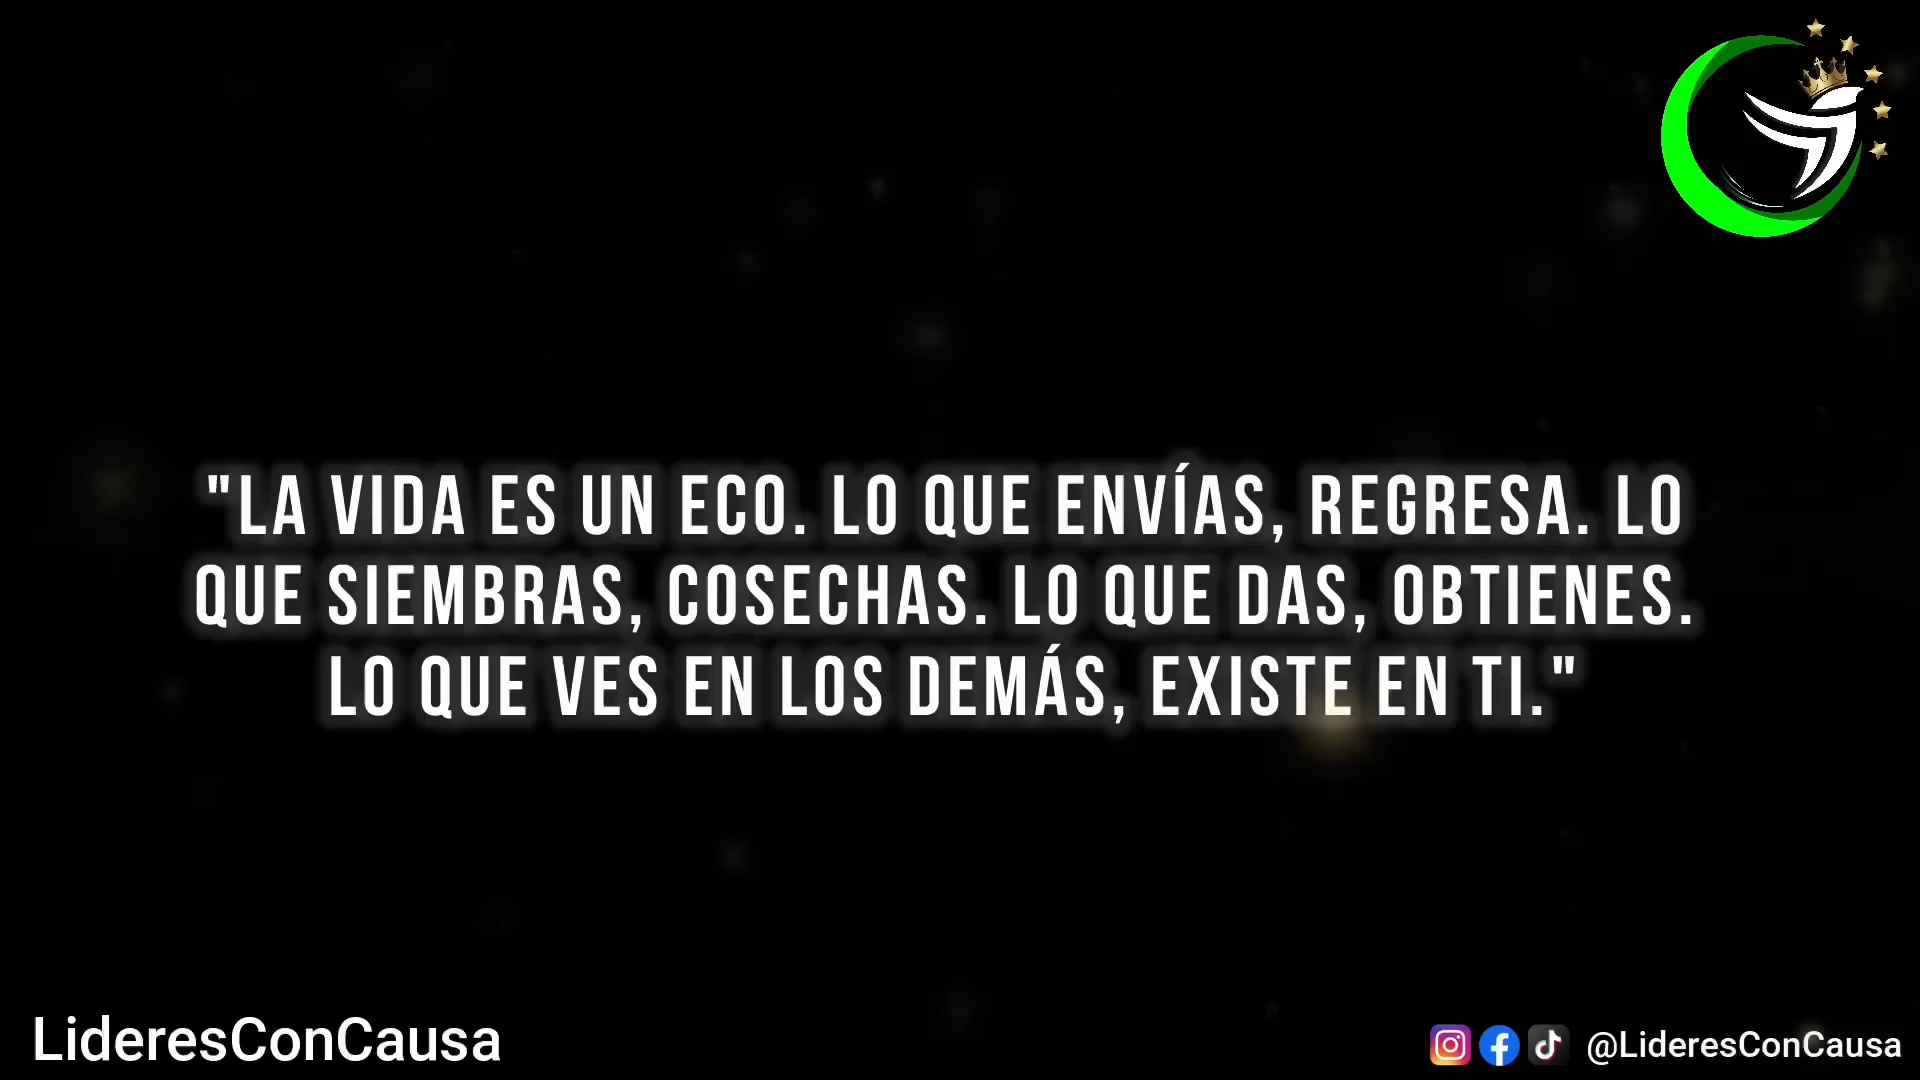 "LA VIDA ES UN ECO. LO QUE ENVÍAS, REGRESA. LO
QUE SIEMBRAS, COSECHAS. LO QUE DAS, OBTIENES.
LO QUE VES EN LOS DEMÁS, EXISTE EN TI."
LideresConCausa
@LideresConCausa